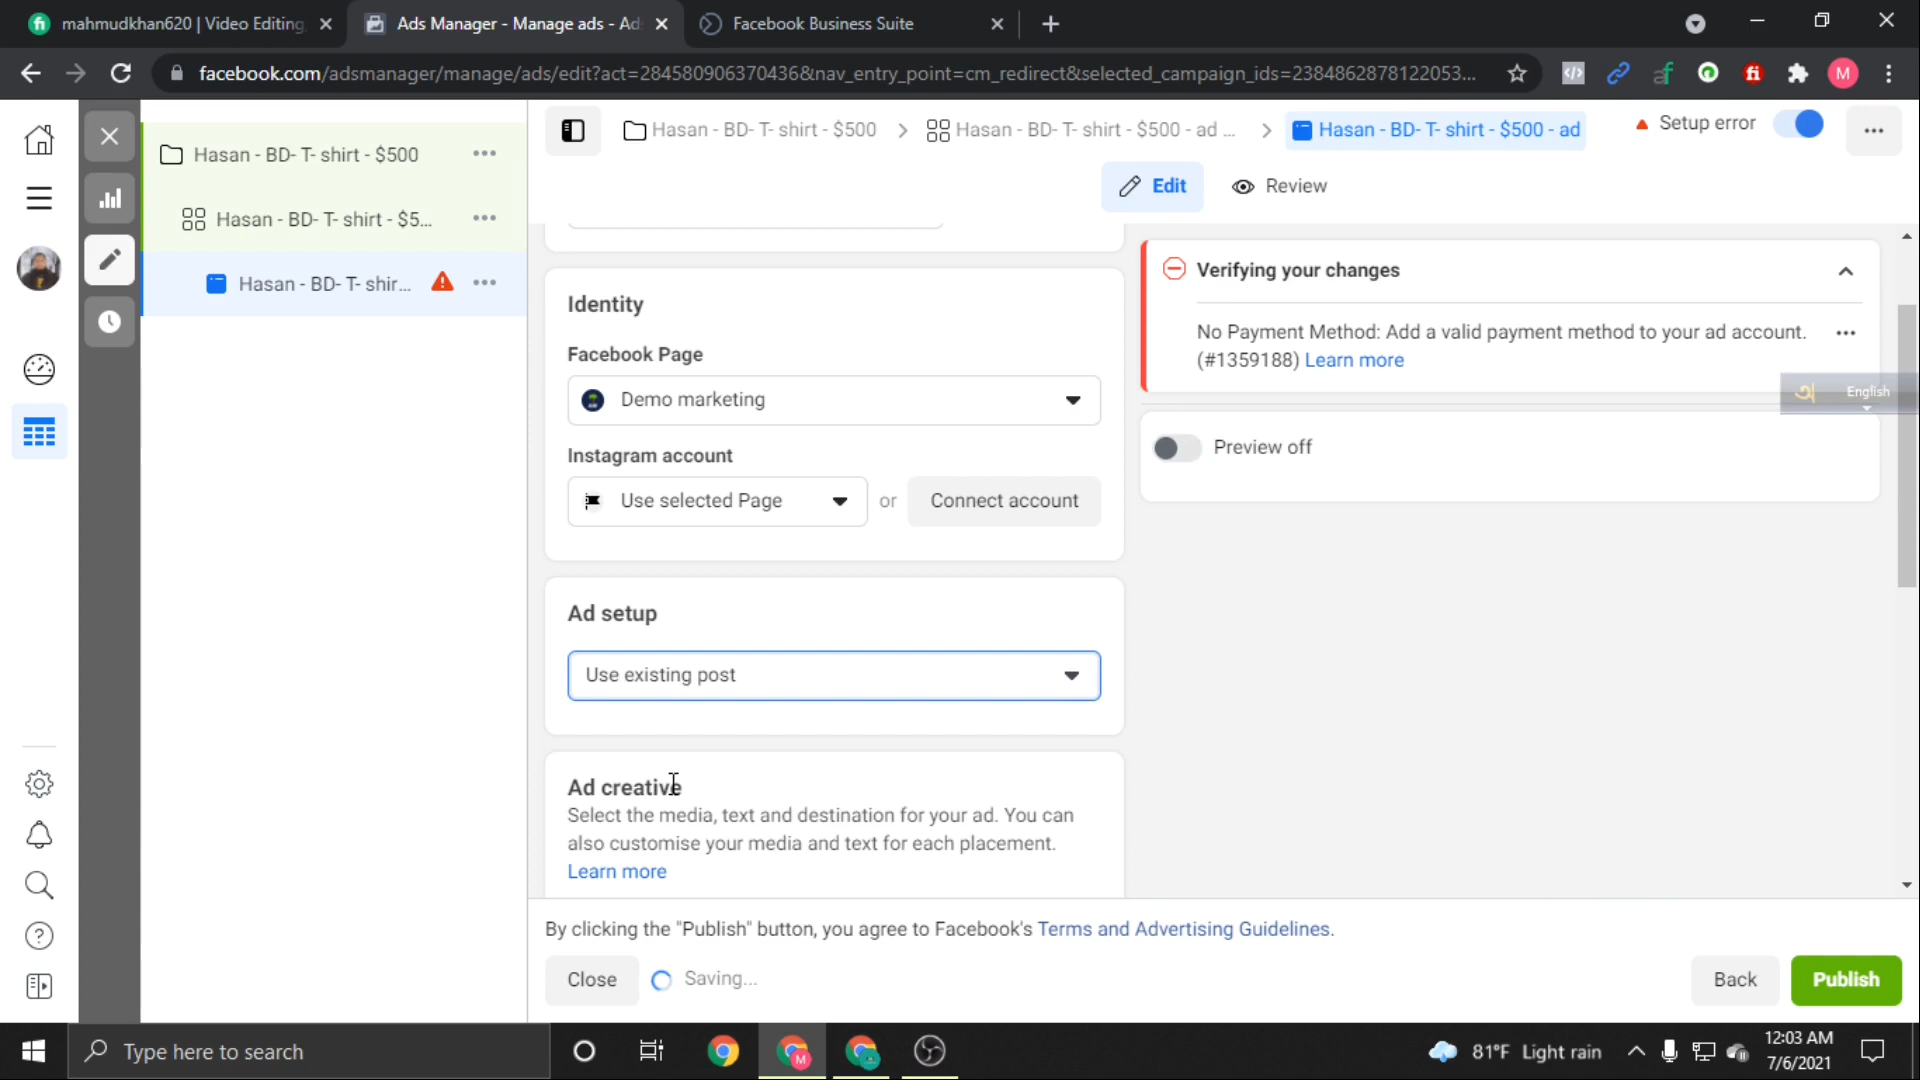 mahmudkhan620 | Video Editing,
Ads Manager - Manage ads - Ads
Facebook Business Suite
facebook.com/adsmanager/manage/ads/edit?act=284580906370436&nav_entry_point=cm_redirect&selected_campaign_ids=2384862878122053...
M
Hasan - BD- T- shirt - $500
Hasan - BD- T- shirt - $5...
Hasan - BD- T- shir...
Hasan - BD- T- shirt - $500 > Hasan - BD- T- shirt - $500 - ad ... > Hasan - BD- T- shirt - $500 - ad
Setup error
Edit
Review
Identity
Facebook Page
Demo marketing
Instagram account
Use selected Page
or
Connect account
Ad setup
Use existing post
Ad creative
Select the media, text and destination for your ad. You can
also customise your media and text for each placement.
Learn more
Verifying your changes
No Payment Method: Add a valid payment method to your ad account.
(#1359188) Learn more
অ English
Preview off
By clicking the "Publish" button, you agree to Facebook's Terms and Advertising Guidelines.
Close
Saving...
Back
Publish
Type here to search
81°F Light rain
12:03 AM
7/6/2021